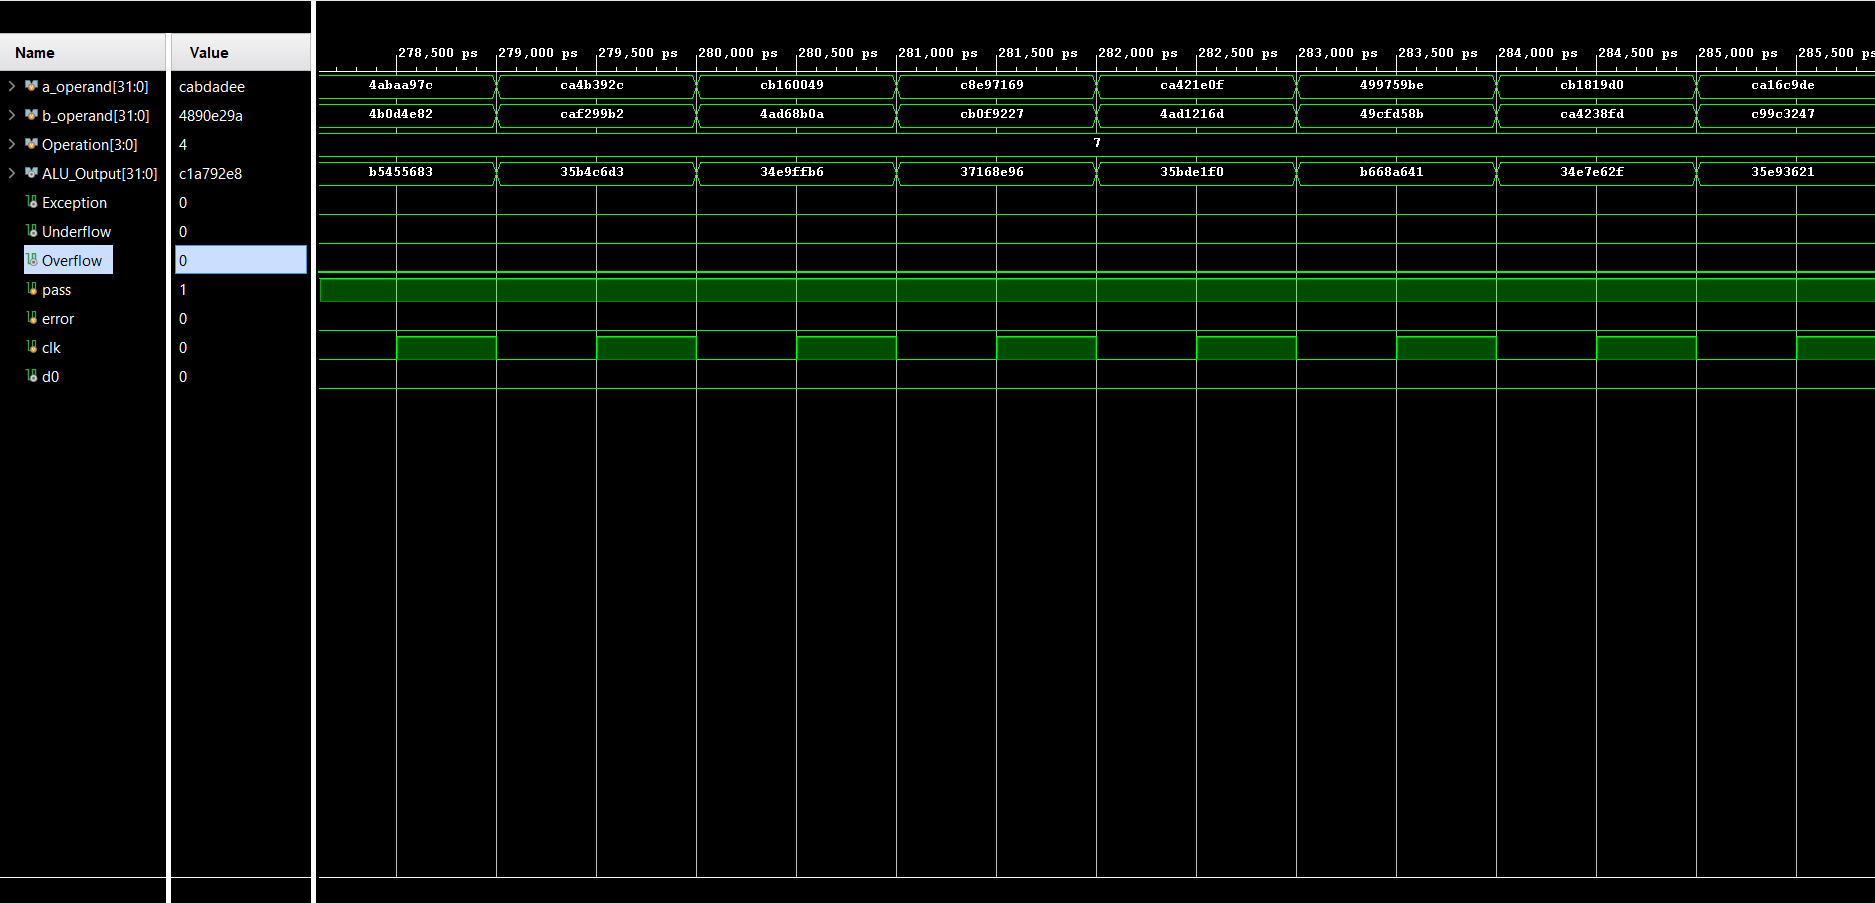 Name Value
278,500 ps 279,000 ps 279,500 ps 280,000 ps 280,500 ps 281,000 ps 281,500 ps 282,000 ps 282,500 ps 283,000 ps 283,500 ps 284,000 ps 284,500 ps 285,000 ps 285,500 ps
a_operand[31:0] cabdadee 4abaa97c ca4b392c cb160049 c8e97169 ca421e0f 499759be cb1819d0 ca16c9de
b_operand[31:0] 4890e29a 4b0d4e82 caf299b2 4ad68b0a cb0f9227 4ad1216d 49cfd58b ca4238fd c99c3247
Operation[3:0] 4 7
ALU_Output[31:0] c1a792e8 b5455683 35b4c6d3 34e9ffb6 37168e96 35bde1f0 b668a641 34e7e62f 35e93621
Exception 0
Underflow 0
Overflow 0
pass 1
error 0
clk 0
d0 0